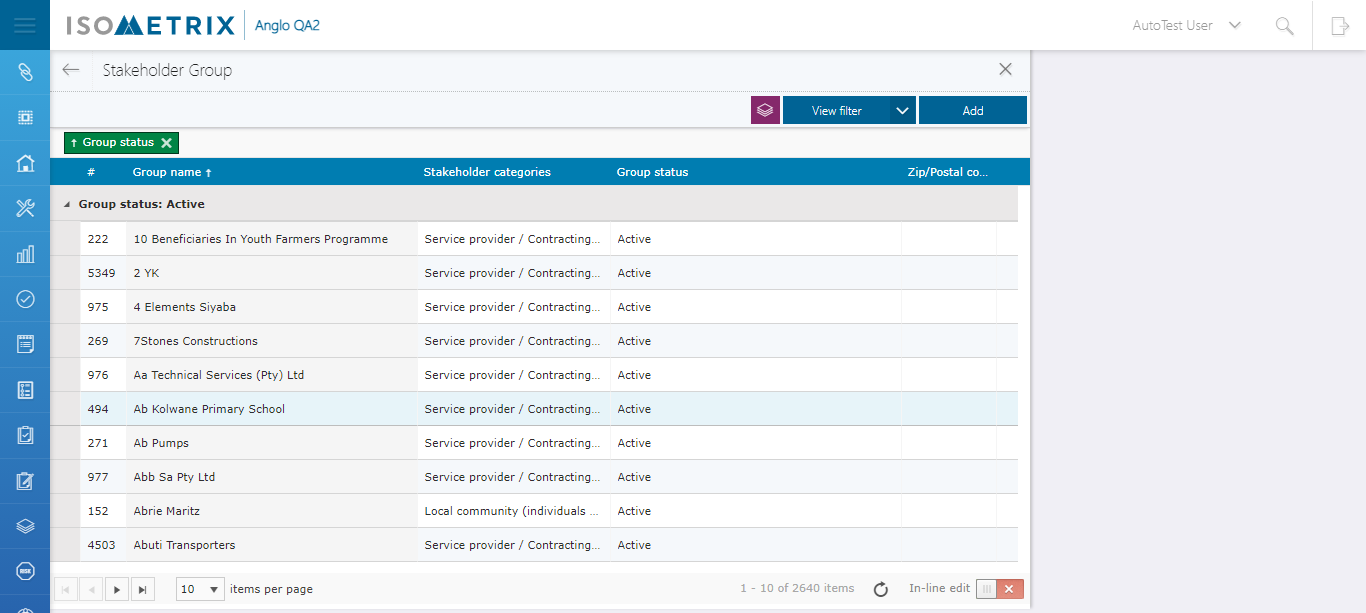 ISOMETRIX Anglo QA2 AutoTest User
Stakeholder Group
View filter Add
↑ Group status
# Group name ↑ Stakeholder categories Group status Zip/Postal co...
Group status: Active
222 10 Beneficiaries In Youth Farmers Programme Service provider / Contracting... Active
5349 2 YK Service provider / Contracting... Active
975 4 Elements Siyaba Service provider / Contracting... Active
269 7Stones Constructions Service provider / Contracting... Active
976 Aa Technical Services (Pty) Ltd Service provider / Contracting... Active
494 Ab Kolwane Primary School Service provider / Contracting... Active
271 Ab Pumps Service provider / Contracting... Active
977 Abb Sa Pty Ltd Service provider / Contracting... Active
152 Abrie Maritz Local community (individuals ... Active
4503 Abuti Transporters Service provider / Contracting... Active
10 items per page 1 - 10 of 2640 items In-line edit